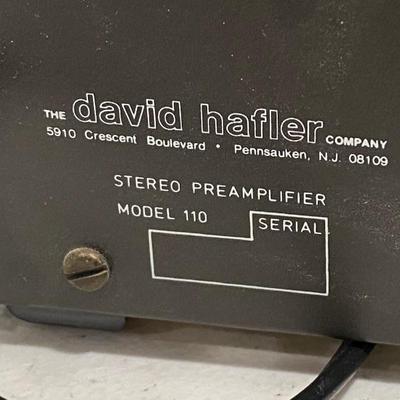 THE david hafler COMPANY
5910 Crescent Boulevard • Pennsauken, N.J. 08109
STEREO PREAMPLIFIER
MODEL 110
SERIAL